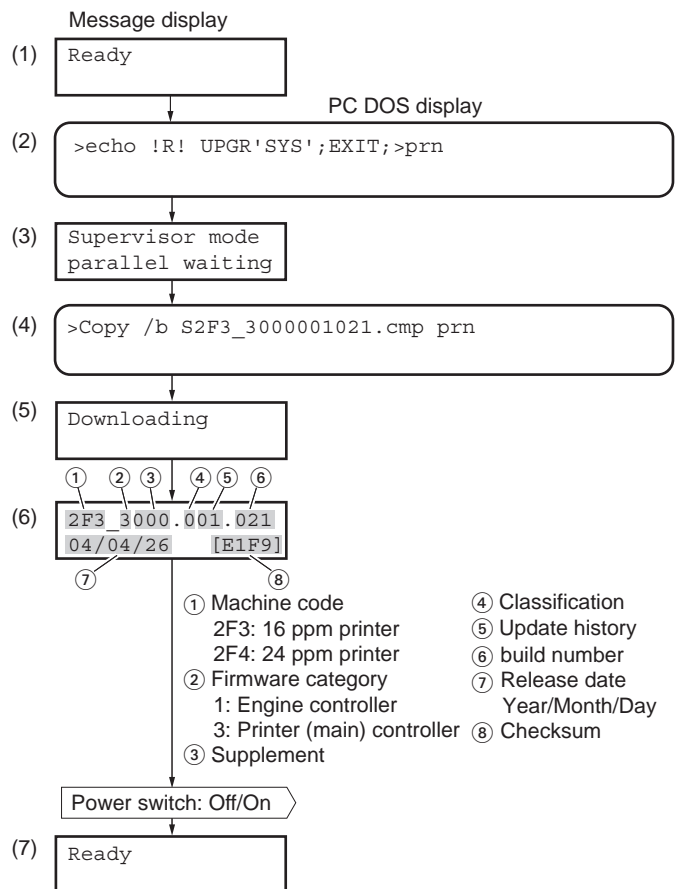 Message display
(1) Ready
PC DOS display
(2) >echo !R! UPGR'SYS';EXIT;>prn
(3) Supervisor mode
parallel waiting
(4) >Copy /b S2F3_3000001021.cmp prn
(5) Downloading
① ② ③ ④ ⑤ ⑥
(6) 2F3_3000.001.021
04/04/26 [E1F9]
⑦ ⑧
① Machine code
2F3: 16 ppm printer
2F4: 24 ppm printer
② Firmware category
1: Engine controller
3: Printer (main) controller
③ Supplement
④ Classification
⑤ Update history
⑥ build number
⑦ Release date
Year/Month/Day
⑧ Checksum
Power switch: Off/On
(7) Ready